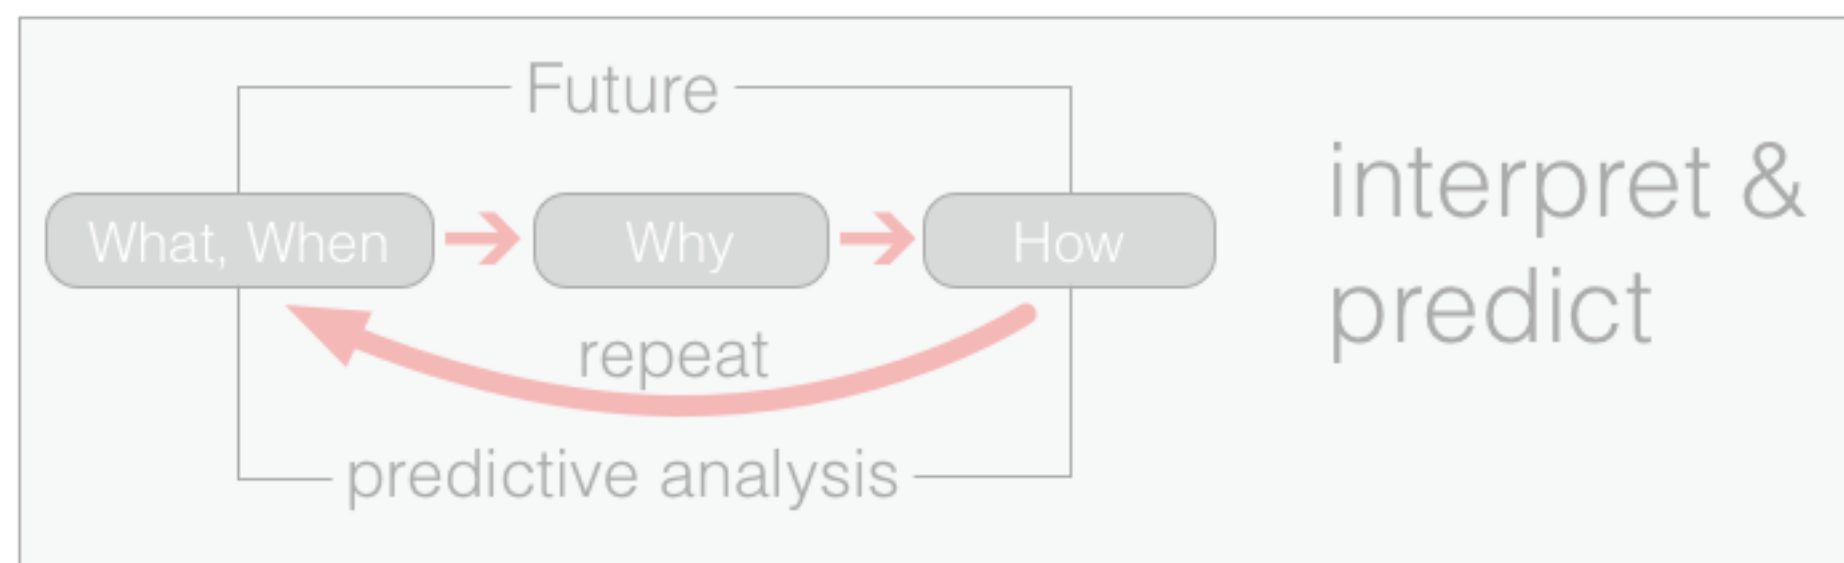 Future
What, When
Why
How
repeat
predictive analysis
interpret &
predict